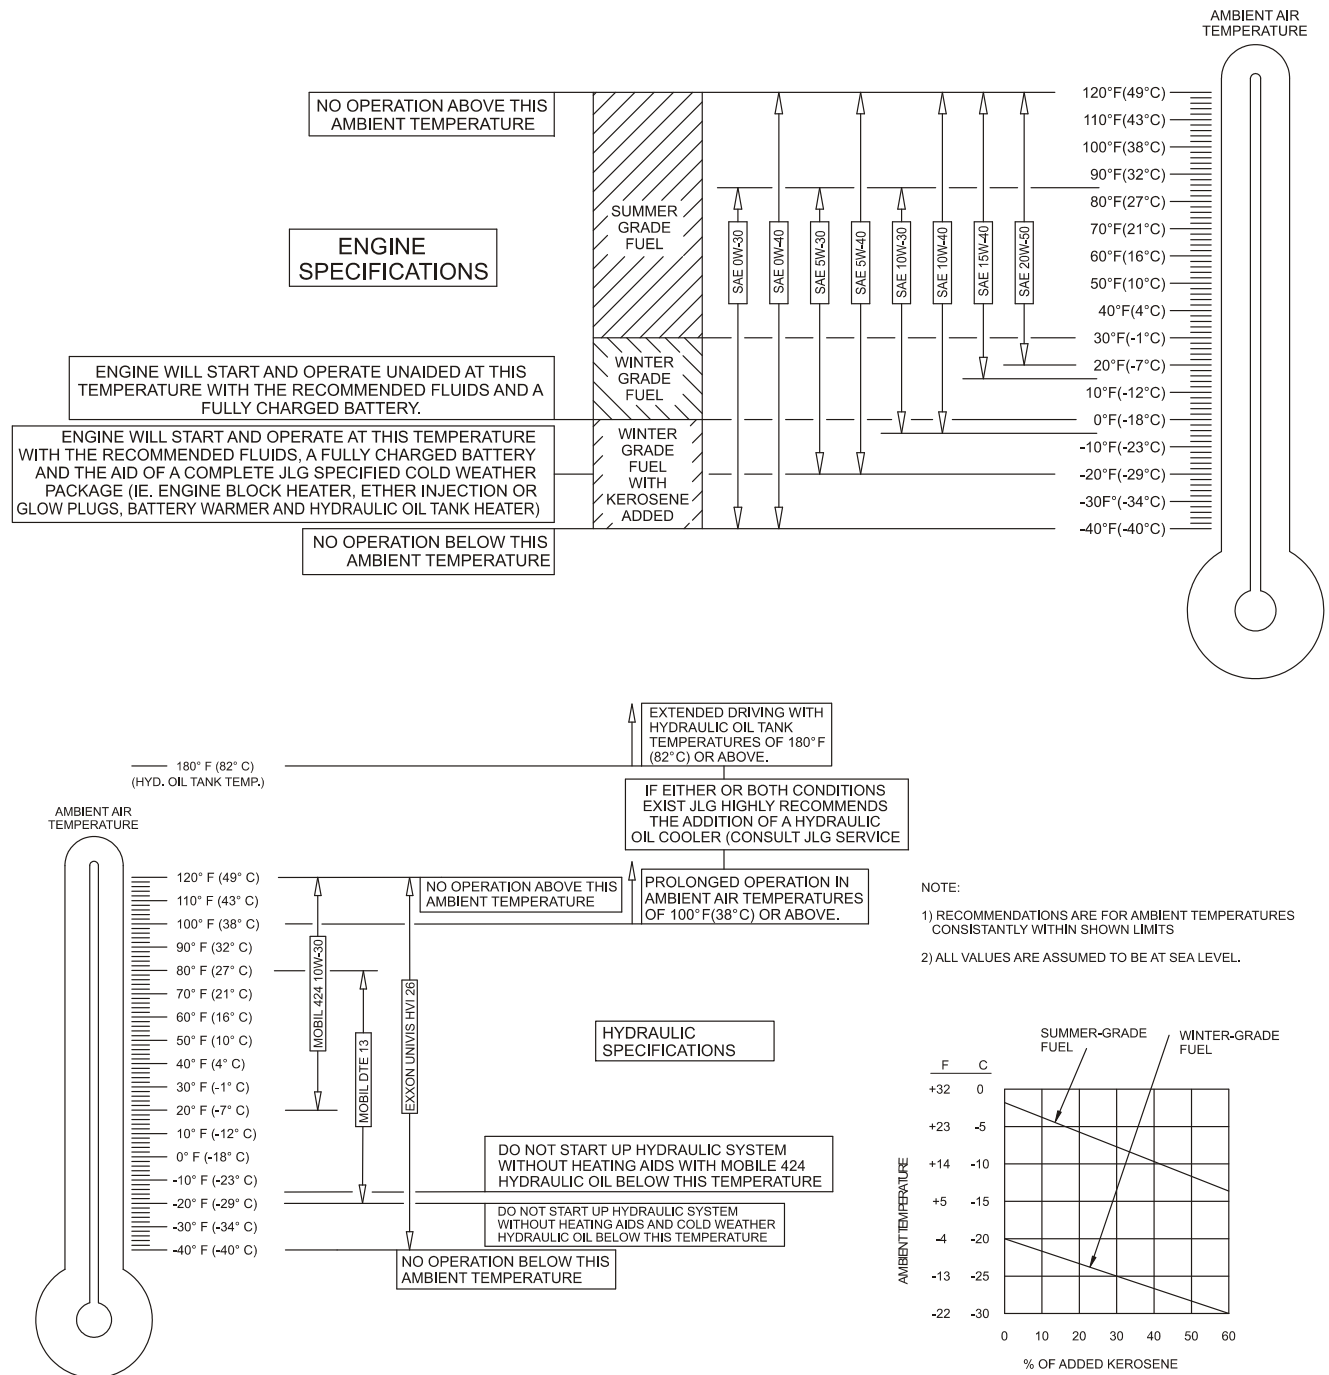 AMBIENT AIR
TEMPERATURE
NO OPERATION ABOVE THIS
AMBIENT TEMPERATURE
ENGINE
SPECIFICATIONS
ENGINE WILL START AND OPERATE UNAIDED AT THIS
TEMPERATURE WITH THE RECOMMENDED FLUIDS AND A
FULLY CHARGED BATTERY.
ENGINE WILL START AND OPERATE AT THIS TEMPERATURE
WITH THE RECOMMENDED FLUIDS, A FULLY CHARGED BATTERY
AND THE AID OF A COMPLETE JLG SPECIFIED COLD WEATHER
PACKAGE (IE. ENGINE BLOCK HEATER, ETHER INJECTION OR
GLOW PLUGS, BATTERY WARMER AND HYDRAULIC OIL TANK HEATER)
NO OPERATION BELOW THIS
AMBIENT TEMPERATURE
SUMMER
GRADE
FUEL
WINTER
GRADE
FUEL
WINTER
GRADE
FUEL
WITH
KEROSENE
ADDED
SAE 0W-30
SAE 0W-40
SAE 5W-30
SAE 5W-40
SAE 10W-30
SAE 10W-40
SAE 15W-40
SAE 20W-50
120°F(49°C)
110°F(43°C)
100°F(38°C)
90°F(32°C)
80°F(27°C)
70°F(21°C)
60°F(16°C)
50°F(10°C)
40°F(4°C)
30°F(-1°C)
20°F(-7°C)
10°F(-12°C)
0°F(-18°C)
-10°F(-23°C)
-20°F(-29°C)
-30F°(-34°C)
-40°F(-40°C)
180° F (82° C)
(HYD. OIL TANK TEMP.)
EXTENDED DRIVING WITH
HYDRAULIC OIL TANK
TEMPERATURES OF 180°F
(82°C) OR ABOVE.
IF EITHER OR BOTH CONDITIONS
EXIST JLG HIGHLY RECOMMENDS
THE ADDITION OF A HYDRAULIC
OIL COOLER (CONSULT JLG SERVICE
PROLONGED OPERATION IN
AMBIENT AIR TEMPERATURES
OF 100°F(38°C) OR ABOVE.
AMBIENT AIR
TEMPERATURE
120° F (49° C)
110° F (43° C)
100° F (38° C)
90° F (32° C)
80° F (27° C)
70° F (21° C)
60° F (16° C)
50° F (10° C)
40° F (4° C)
30° F (-1° C)
20° F (-7° C)
10° F (-12° C)
0° F (-18° C)
-10° F (-23° C)
-20° F (-29° C)
-30° F (-34° C)
-40° F (-40° C)
MOBIL 424 10W-30
MOBIL DTE 13
EXXON UNIVIS HVI 26
NO OPERATION ABOVE THIS
AMBIENT TEMPERATURE
HYDRAULIC
SPECIFICATIONS
DO NOT START UP HYDRAULIC SYSTEM
WITHOUT HEATING AIDS WITH MOBILE 424
HYDRAULIC OIL BELOW THIS TEMPERATURE
DO NOT START UP HYDRAULIC SYSTEM
WITHOUT HEATING AIDS AND COLD WEATHER
HYDRAULIC OIL BELOW THIS TEMPERATURE
NO OPERATION BELOW THIS
AMBIENT TEMPERATURE
NOTE:
1) RECOMMENDATIONS ARE FOR AMBIENT TEMPERATURES
CONSISTANTLY WITHIN SHOWN LIMITS
2) ALL VALUES ARE ASSUMED TO BE AT SEA LEVEL.
SUMMER-GRADE
FUEL
WINTER-GRADE
FUEL
F C
+32 0
+23 -5
+14 -10
+5 -15
-4 -20
-13 -25
-22 -30
AMBIENT TEMPERATURE
0 10 20 30 40 50 60
% OF ADDED KEROSENE